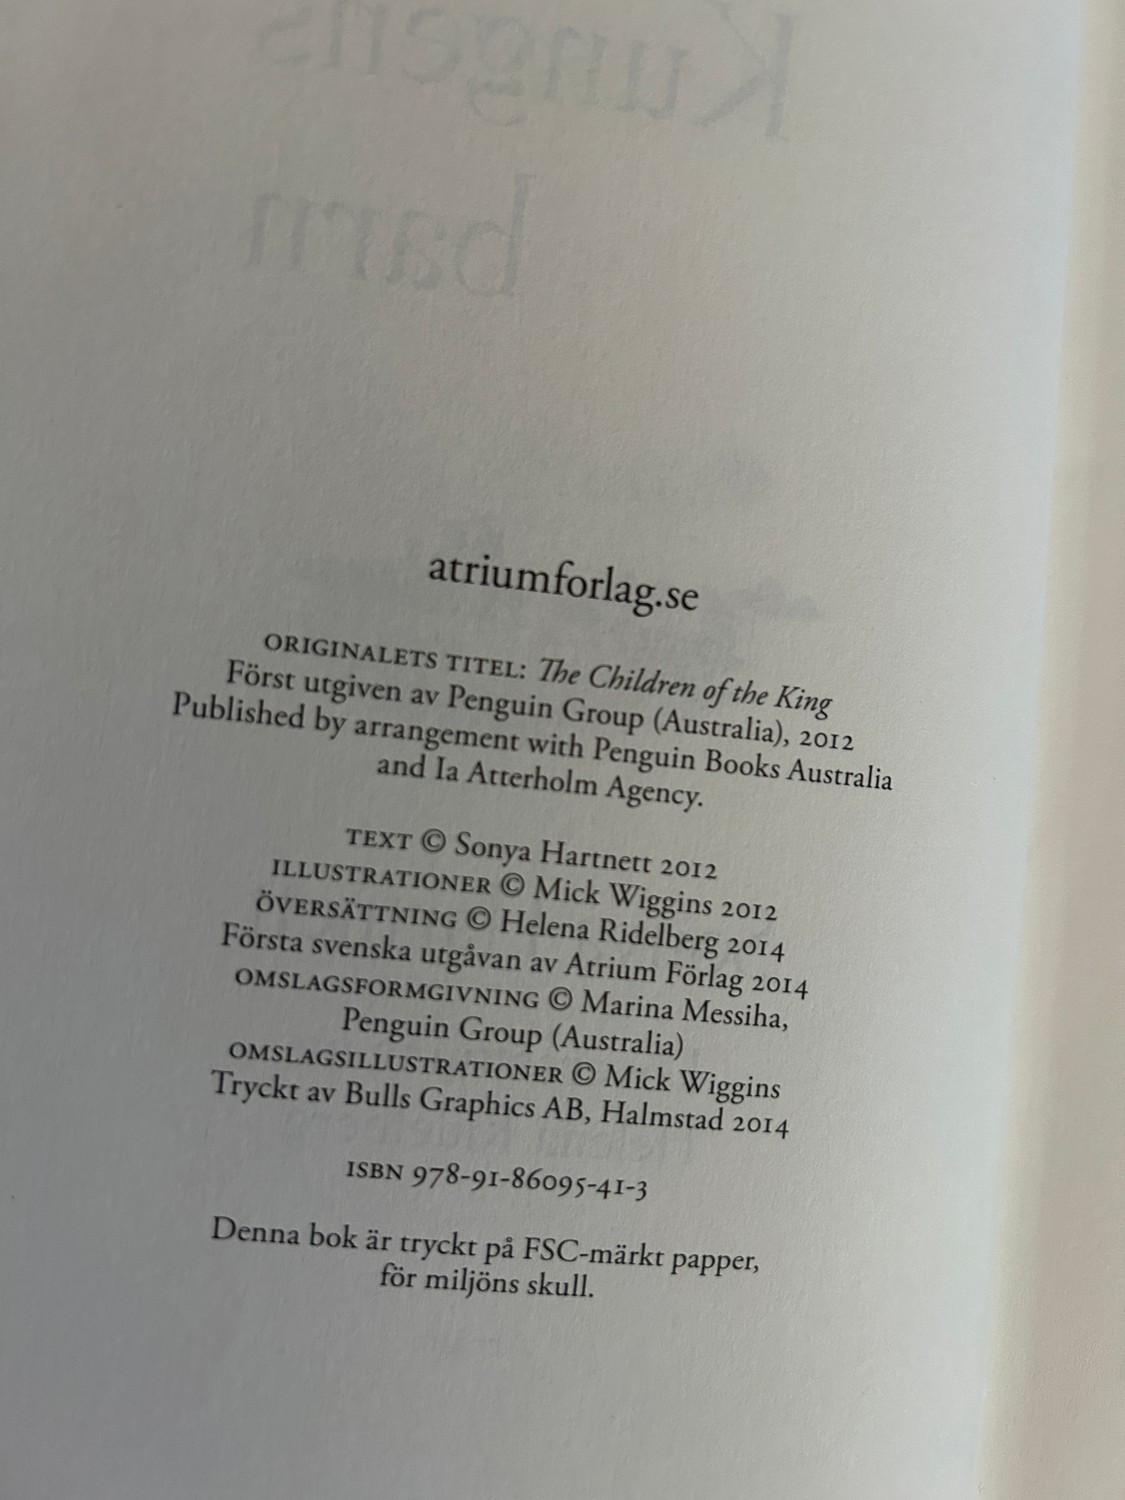 Kungens
barn
atriumforlag.se
ORIGINALETS TITEL: The Children of the King
Först utgiven av Penguin Group (Australia), 2012
Published by arrangement with Penguin Books Australia
and Ia Atterholm Agency.
TEXT © Sonya Hartnett 2012
ILLUSTRATIONER © Mick Wiggins 2012
ÖVERSÄTTNING © Helena Ridelberg 2014
Första svenska utgåvan av Atrium Förlag 2014
OMSLAGSFORMGIVNING © Marina Messiha,
Penguin Group (Australia)
OMSLAGSILLUSTRATIONER © Mick Wiggins
Tryckt av Bulls Graphics AB, Halmstad 2014
ISBN 978-91-86095-41-3
Denna bok är tryckt på FSC-märkt papper,
för miljöns skull.